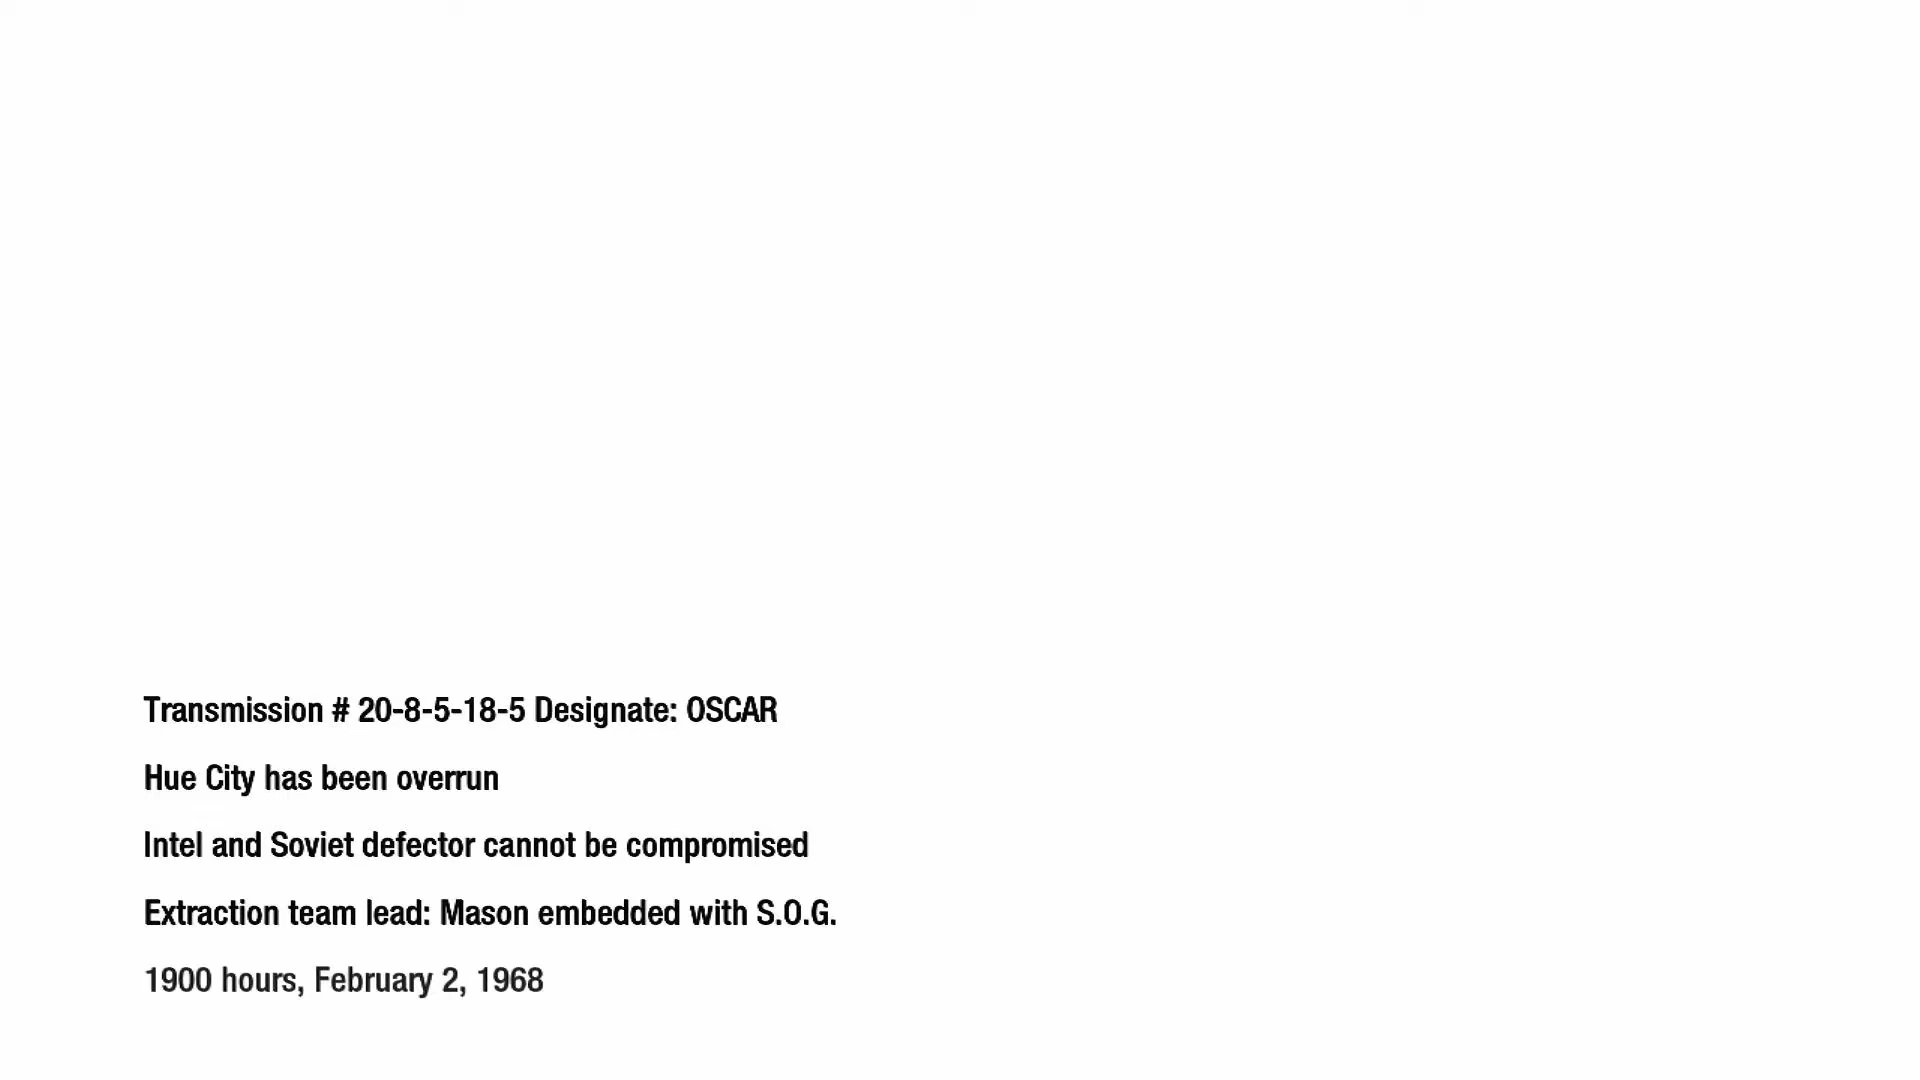 Transmission # 20-8-5-18-5 Designate: OSCAR
Hue City has been overrun
Intel and Soviet defector cannot be compromised
Extraction team lead: Mason embedded with S.O.G.
1900 hours, February 2, 1968